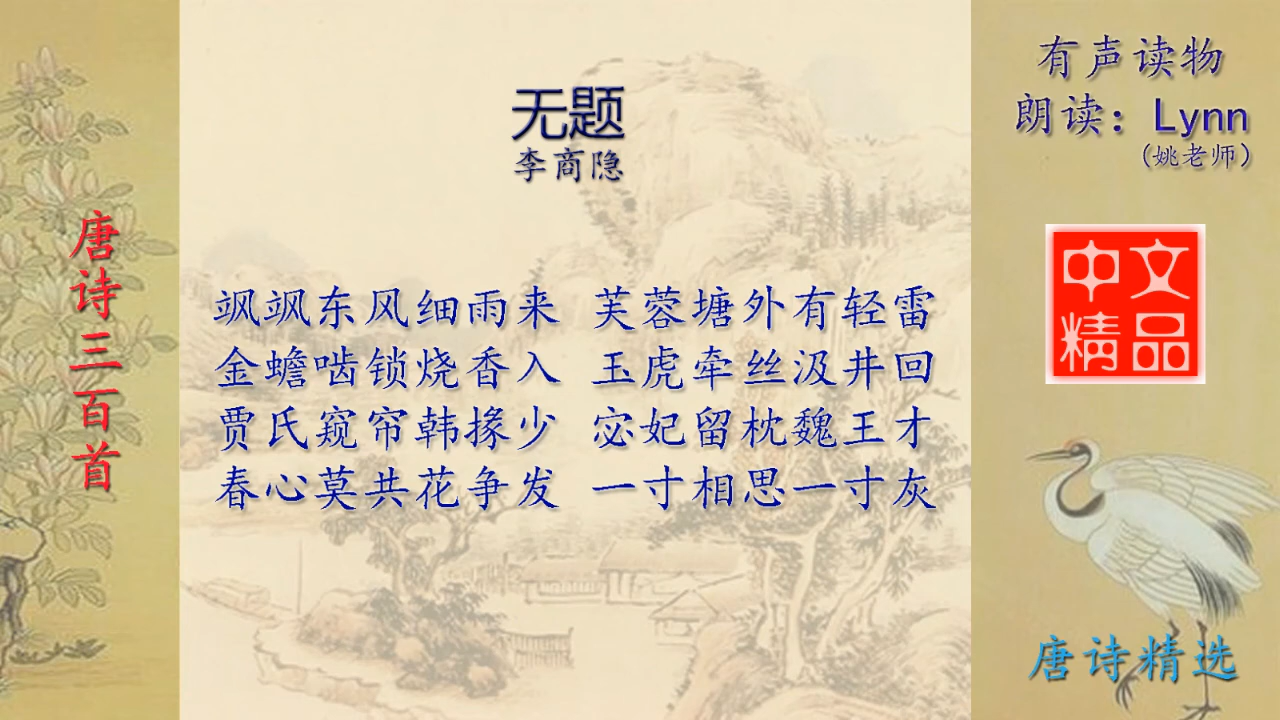 唐诗三百首
无题
李商隐
飒飒东风细雨来 芙蓉塘外有轻雷
金蟾啮锁烧香入 玉虎牵丝汲井回
贾氏窥帘韩掾少 宓妃留枕魏王才
春心莫共花争发 一寸相思一寸灰
有声读物
朗读：Lynn
（姚老师）
中文
精品
唐诗精选